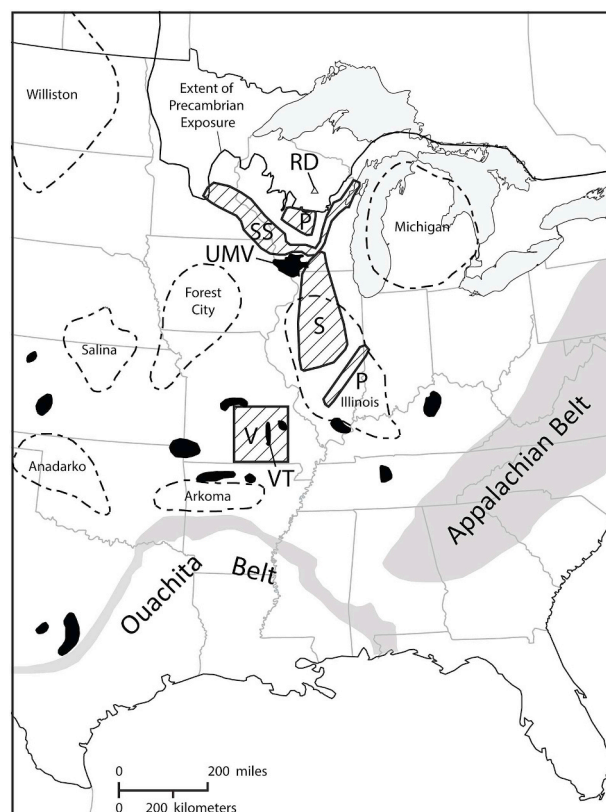 Williston
Extent of
Precambrian
Exposure
RD
P
SS
Michigan
UMV
Forest
City
S
Salina
P
Illinois
V
VT
Anadarko
Arkoma
Appalachian Belt
Ouachita Belt
0 200 miles
0 200 kilometers